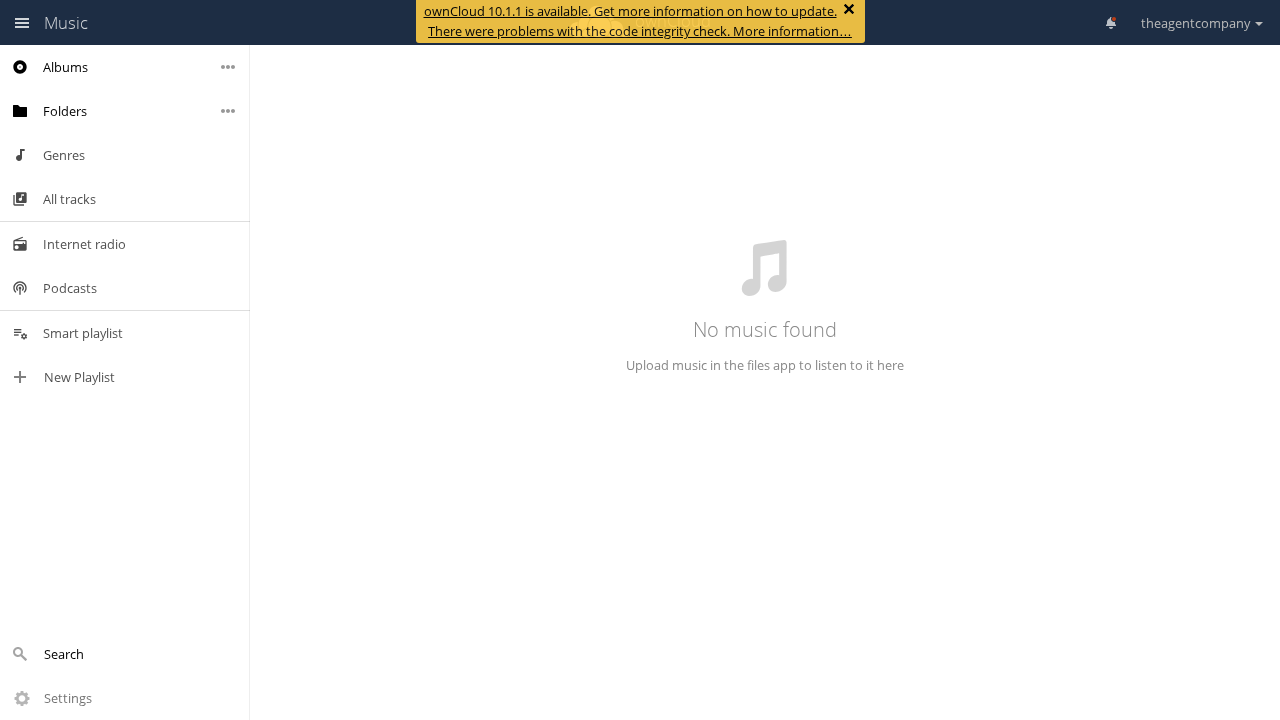 Music
ownCloud 10.1.1 is available. Get more information on how to update.
There were problems with the code integrity check. More information…
theagentcompany
Albums
Folders
Genres
All tracks
Internet radio
Podcasts
Smart playlist
New Playlist
No music found
Upload music in the files app to listen to it here
Search
Settings